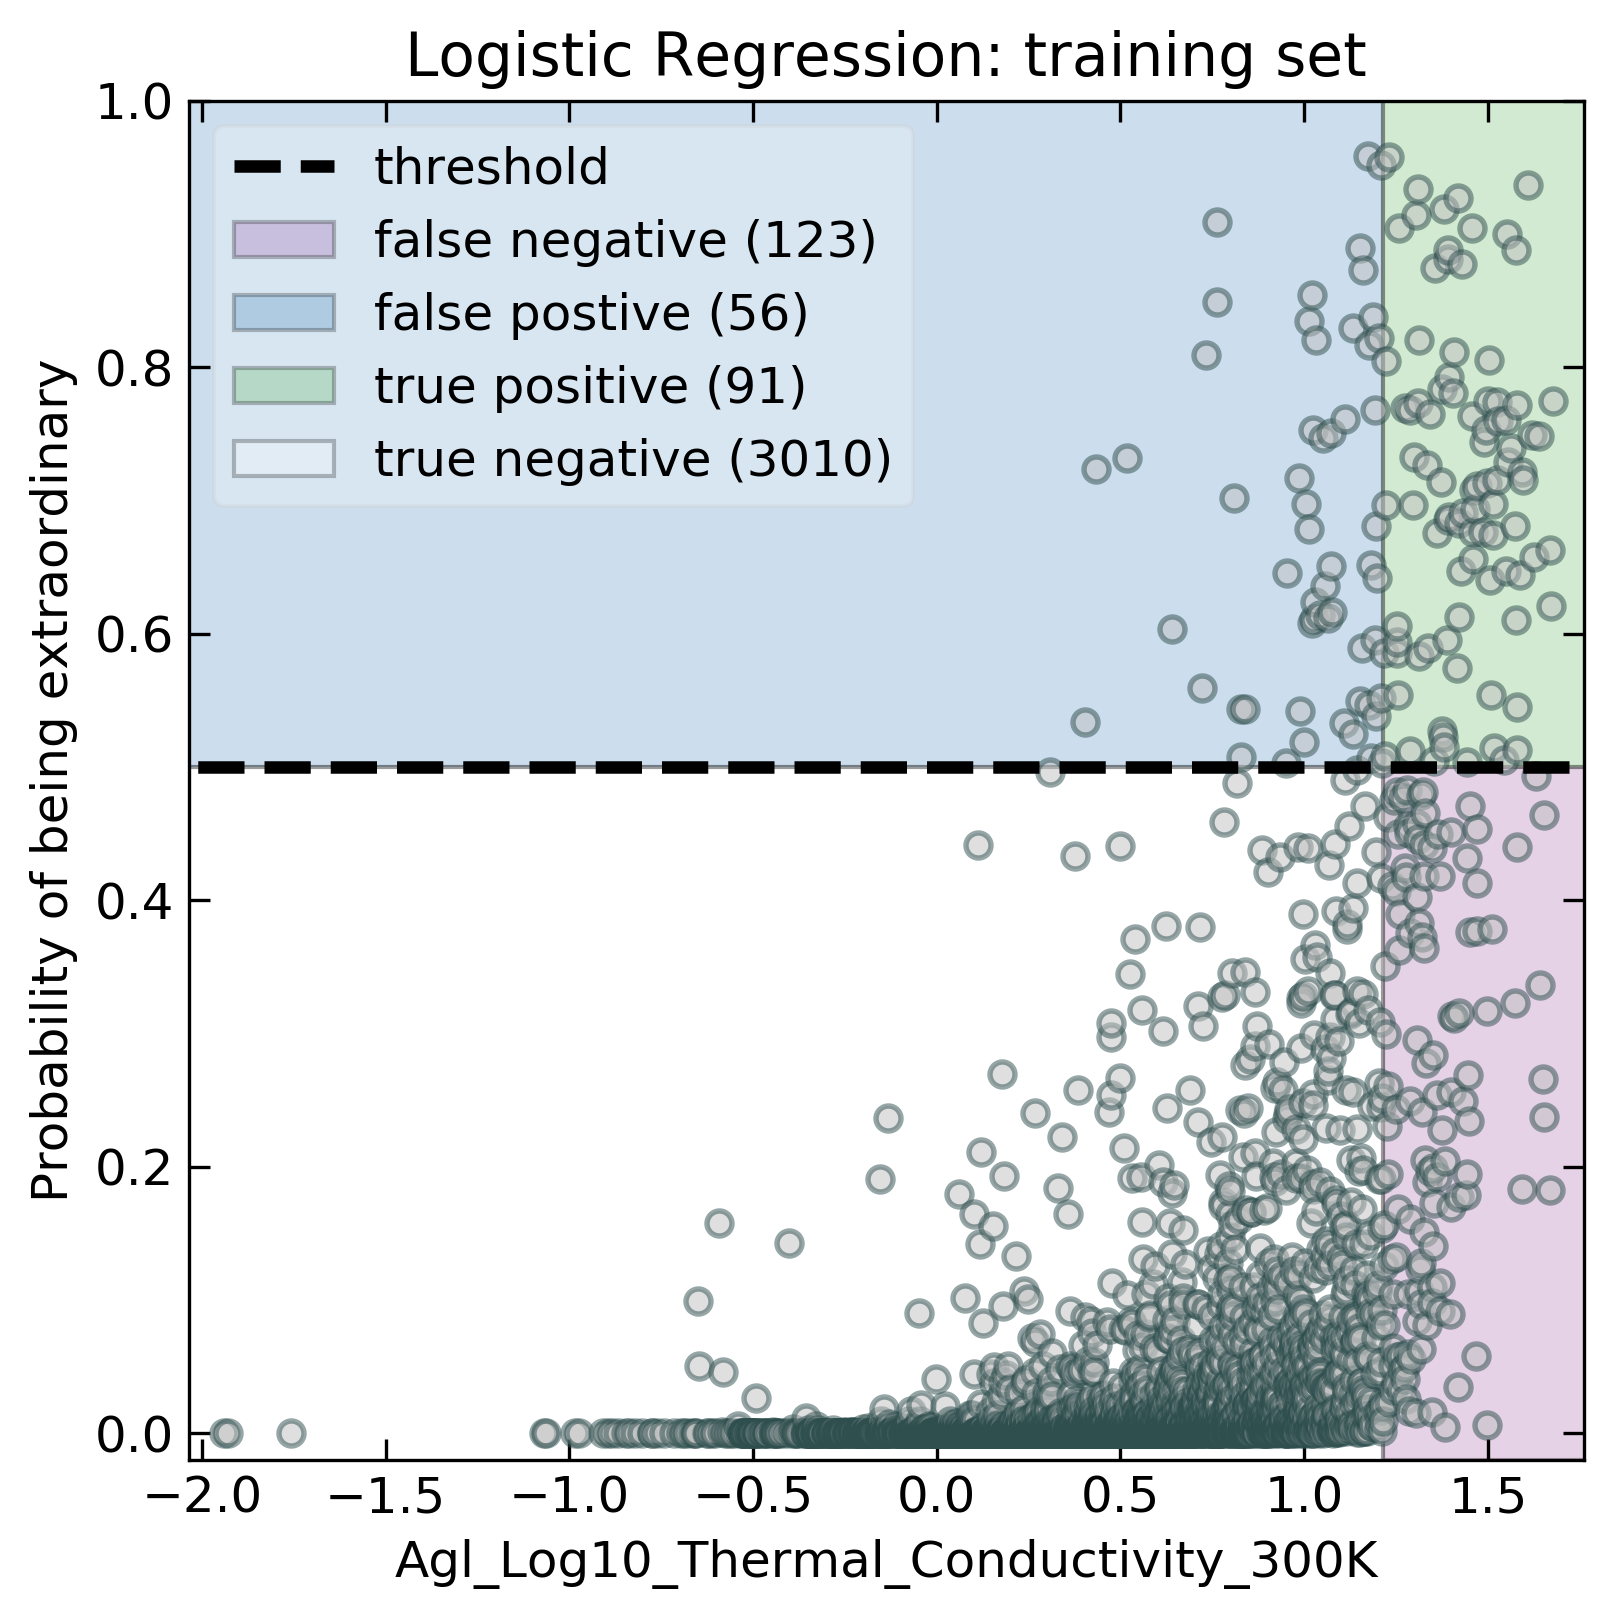 Logistic Regression: training set
1.0
0.8
0.6
0.4
0.2
0.0
Probability of being extraordinary
threshold
false negative (123)
false postive (56)
true positive (91)
true negative (3010)
−2.0 −1.5 −1.0 −0.5 0.0 0.5 1.0 1.5
Agl_Log10_Thermal_Conductivity_300K